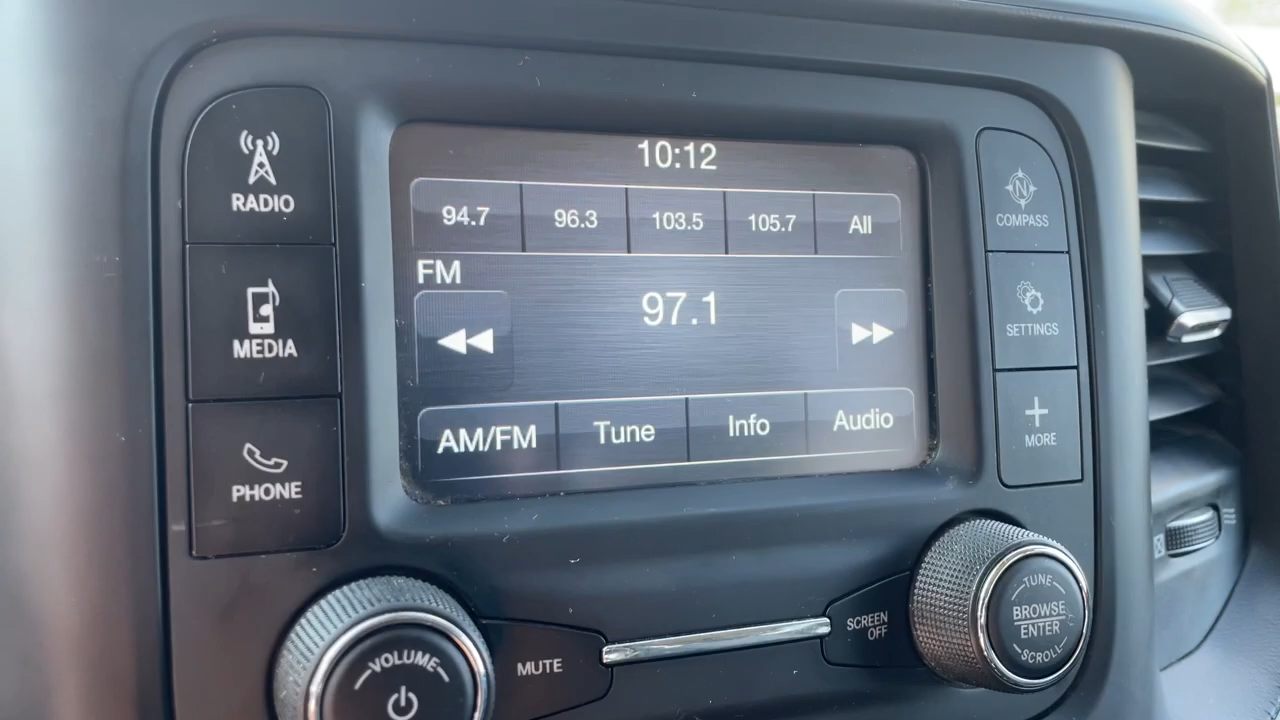 10:12
RADIO
94.7 96.3 103.5 105.7 All
N
COMPASS
FM
97.1
MEDIA
SETTINGS
AM/FM Tune Info Audio
MORE
PHONE
VOLUME
MUTE
SCREEN
OFF
TUNE
BROWSE
ENTER
SCROLL